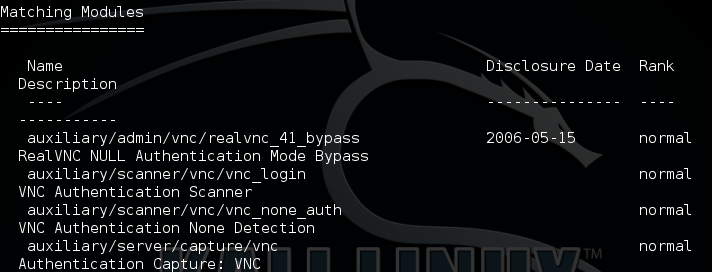 Matching Modules
================
Name Disclosure Date Rank
Description
---- --------------- ----
-----------
auxiliary/admin/vnc/realvnc_41_bypass 2006-05-15 normal
RealVNC NULL Authentication Mode Bypass
auxiliary/scanner/vnc/vnc_login normal
VNC Authentication Scanner
auxiliary/scanner/vnc/vnc_none_auth normal
VNC Authentication None Detection
auxiliary/server/capture/vnc normal
KALI LINUX™
Authentication Capture: VNC